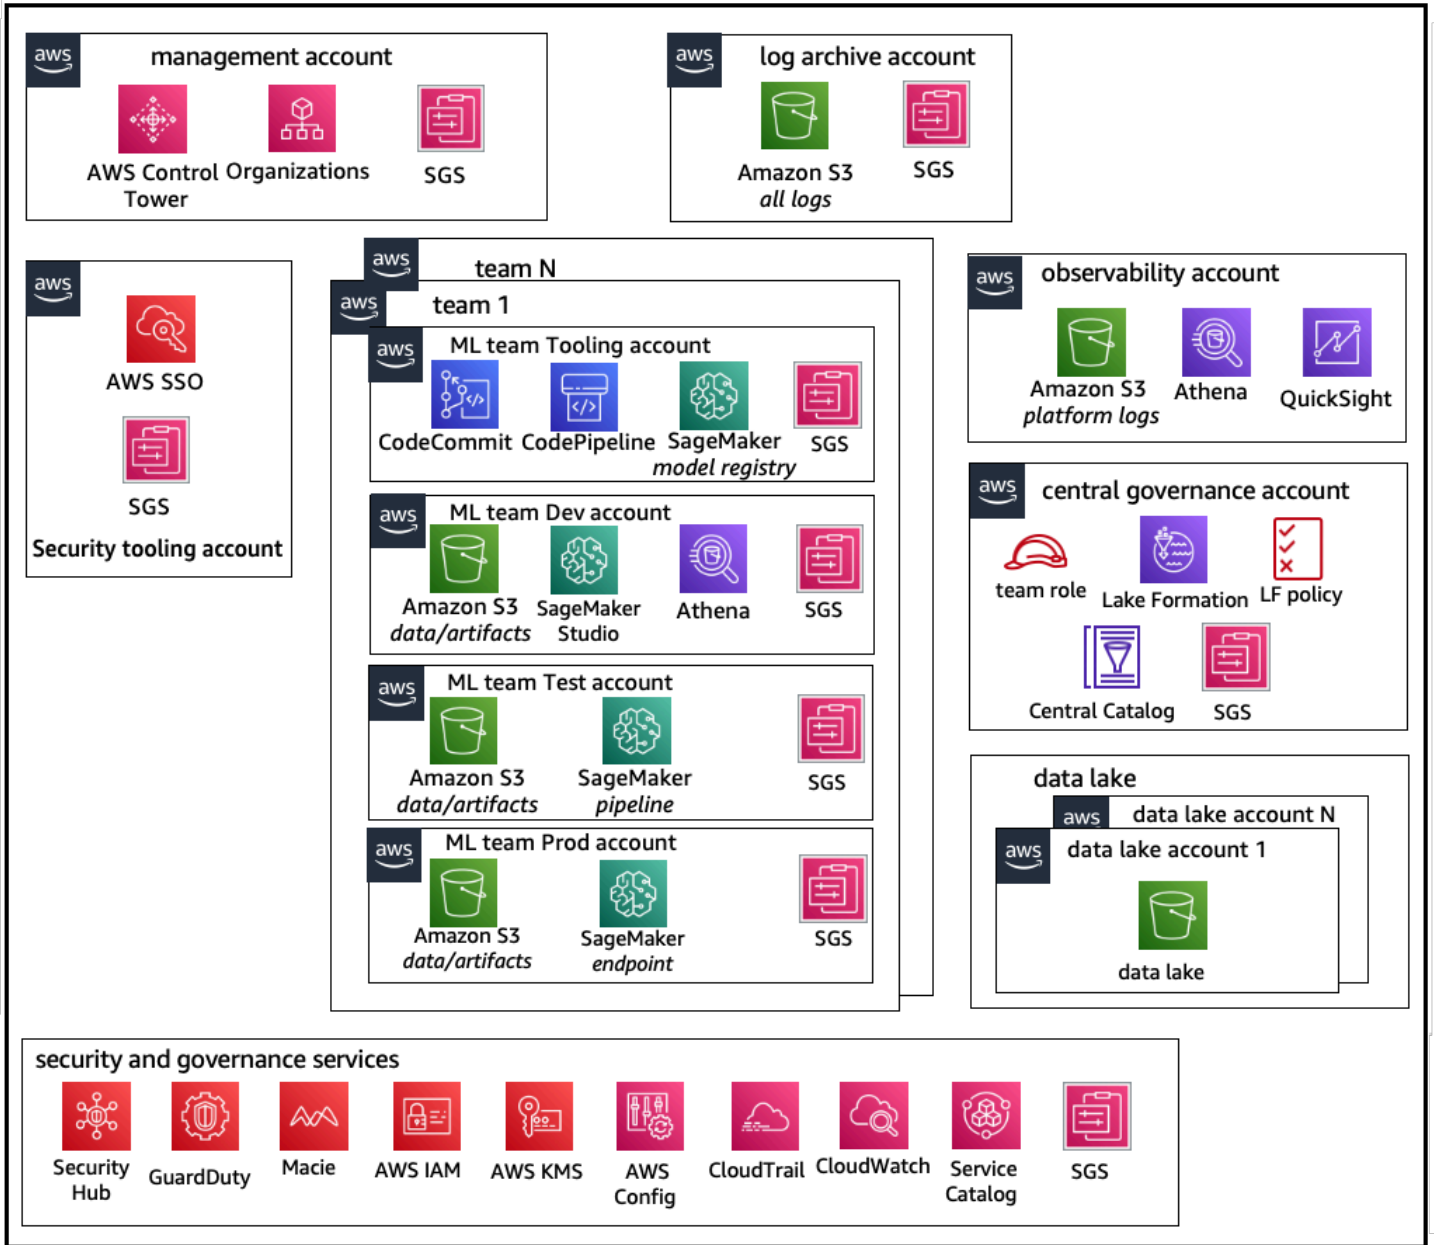 aws
management account
AWS Control
Tower
Organizations
SGS
aws
log archive account
Amazon S3
all logs
SGS
aws
AWS SSO
SGS
Security tooling account
aws
team N
aws
team 1
aws
ML team Tooling account
CodeCommit
CodePipeline
SageMaker
model registry
SGS
aws
ML team Dev account
Amazon S3
data/artifacts
SageMaker
Studio
Athena
SGS
aws
ML team Test account
Amazon S3
data/artifacts
SageMaker
pipeline
SGS
aws
ML team Prod account
Amazon S3
data/artifacts
SageMaker
endpoint
SGS
aws
observability account
Amazon S3
platform logs
Athena
QuickSight
aws
central governance account
team role
Lake Formation
LF policy
Central Catalog
SGS
data lake
aws
data lake account N
aws
data lake account 1
data lake
security and governance services
Security
Hub
GuardDuty
Macie
AWS IAM
AWS KMS
AWS
Config
CloudTrail
CloudWatch
Service
Catalog
SGS